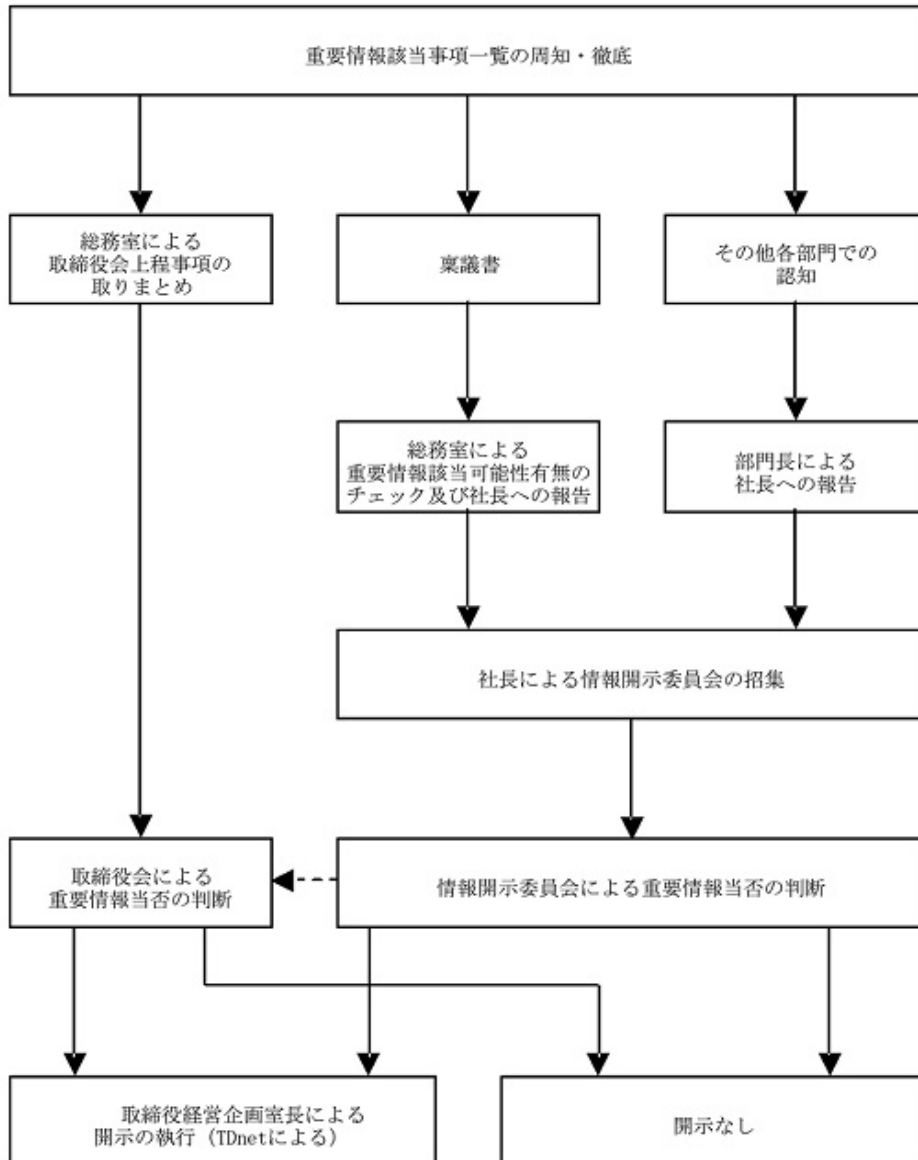 重要情報該当事項一覧の周知・徹底
総務室による
取締役会上程事項の
取りまとめ
稟議書
その他各部門での
認知
総務室による
重要情報該当可能性有無の
チェック及び社長への報告
部門長による
社長への報告
社長による情報開示委員会の招集
取締役会による
重要情報当否の判断
情報開示委員会による重要情報当否の判断
取締役経営企画室長による
開示の執行（TDnetによる）
開示なし